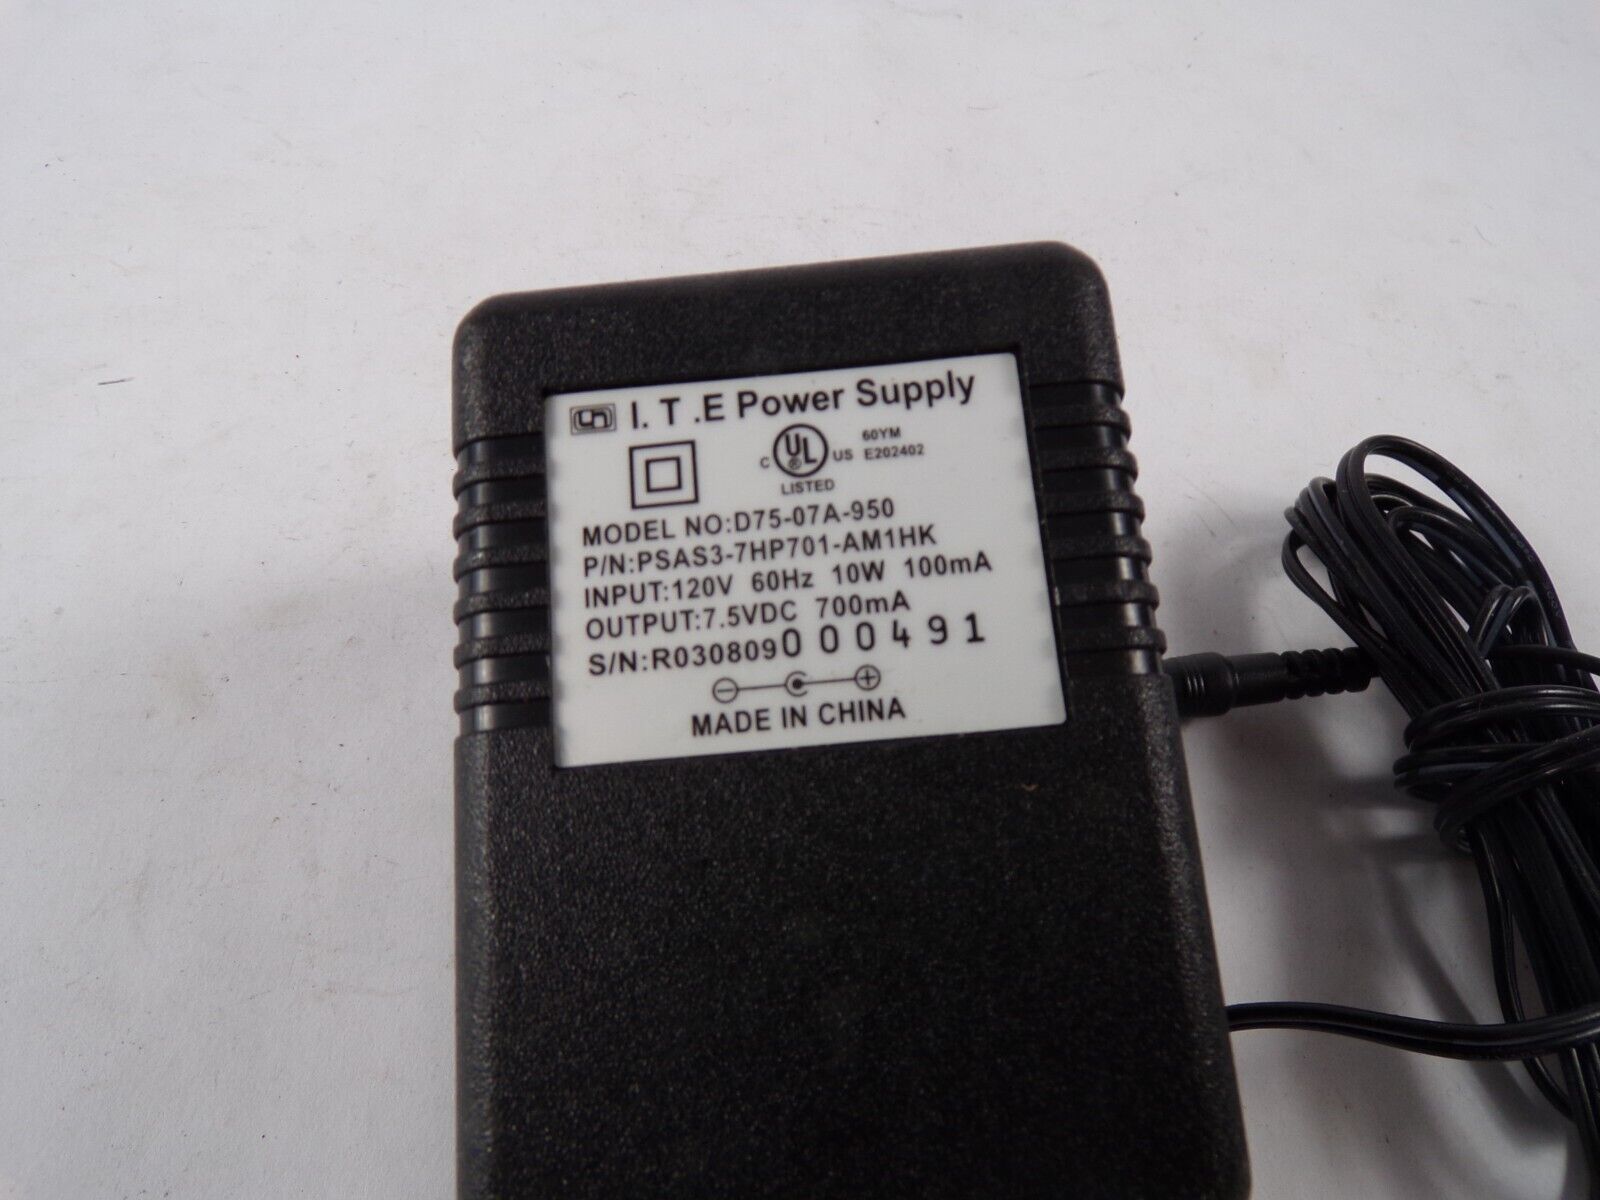 I. T .E Power Supply
C UL ® US
60YM
E202402
LISTED
MODEL NO:D75-07A-950
P/N:PSAS3-7HP701-AM1HK
INPUT:120V 60Hz 10W 100mA
OUTPUT:7.5VDC 700mA
S/N:R030809000491
MADE IN CHINA